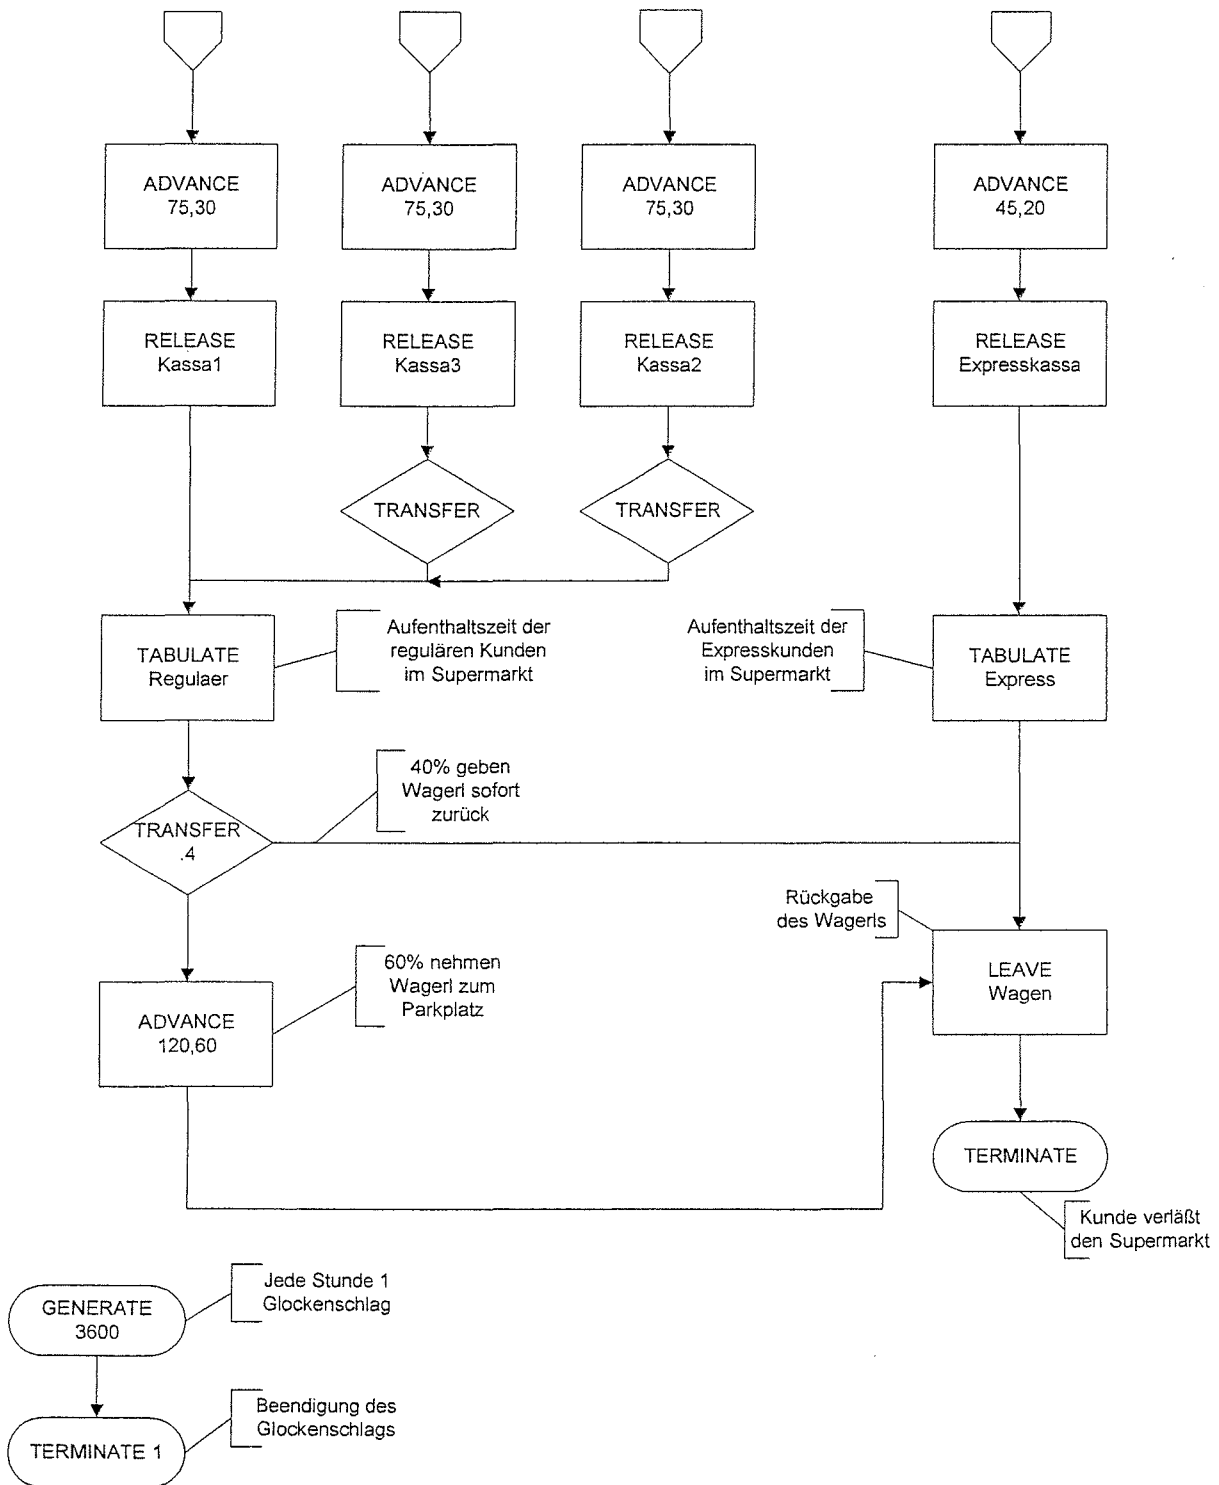 ADVANCE
75,30
ADVANCE
75,30
ADVANCE
75,30
ADVANCE
45,20
RELEASE
Kassa1
RELEASE
Kassa3
RELEASE
Kassa2
RELEASE
Expresskassa
TRANSFER
TRANSFER
TABULATE
Regulaer
Aufenthaltszeit der
regulären Kunden
im Supermarkt
Aufenthaltszeit der
Expresskunden
im Supermarkt
TABULATE
Express
40% geben
Wagerl sofort
zurück
TRANSFER
.4
Rückgabe
des Wagerls
LEAVE
Wagen
60% nehmen
Wagerl zum
Parkplatz
ADVANCE
120,60
TERMINATE
Kunde verläßt
den Supermarkt
GENERATE
3600
Jede Stunde 1
Glockenschlag
TERMINATE 1
Beendigung des
Glockenschlags